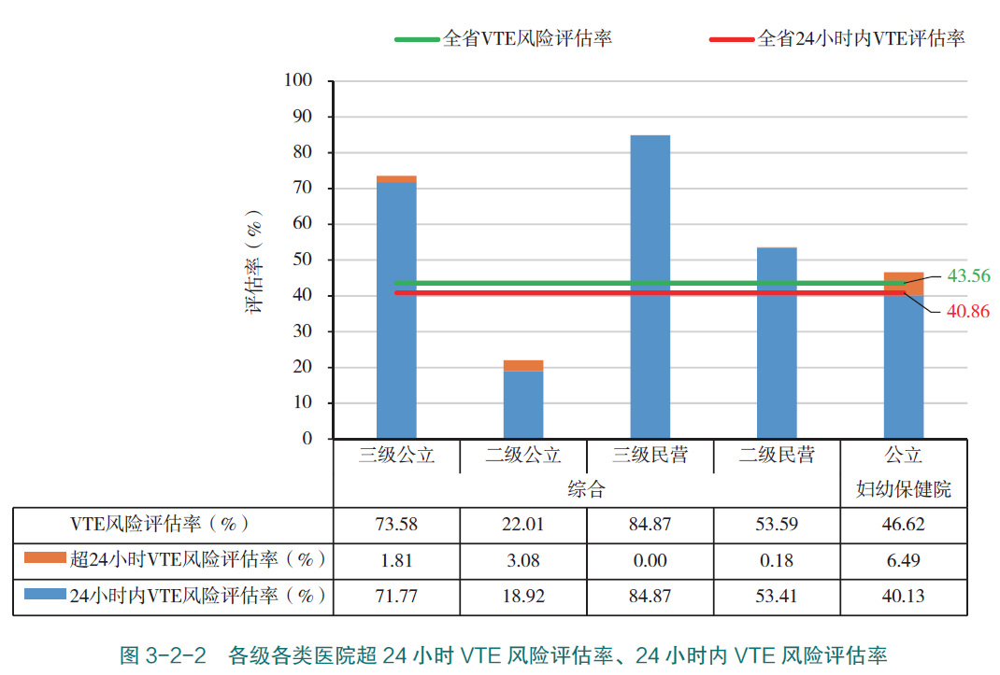 全省VTE风险评估率 全省24小时内VTE评估率
100
90
80
70
60
50
40
30
20
10
0
评估率（%）
43.56
40.86
三级公立 二级公立 三级民营 二级民营 公立
综合 妇幼保健院
VTE风险评估率（%） 73.58 22.01 84.87 53.59 46.62
超24小时VTE风险评估率（%） 1.81 3.08 0.00 0.18 6.49
24小时内VTE风险评估率（%） 71.77 18.92 84.87 53.41 40.13
图 3-2-2 各级各类医院超 24 小时 VTE 风险评估率、24 小时内 VTE 风险评估率